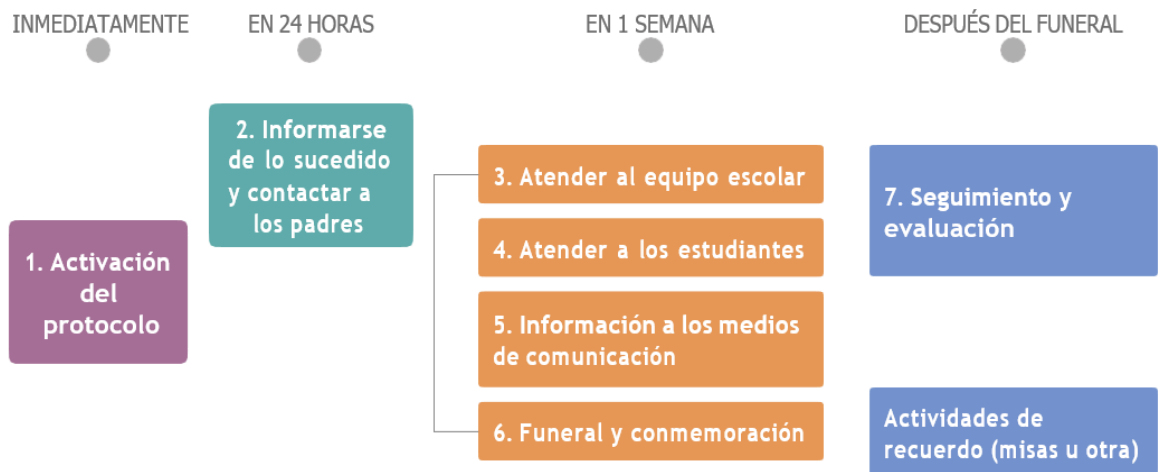 INMEDIATAMENTE
EN 24 HORAS
EN 1 SEMANA
DESPUÉS DEL FUNERAL
1. Activación
del
protocolo
2. Informarse
de lo sucedido
y contactar a
los padres
3. Atender al equipo escolar
4. Atender a los estudiantes
5. Información a los medios
de comunicación
6. Funeral y conmemoración
7. Seguimiento y
evaluación
Actividades de
recuerdo (misas u otra)